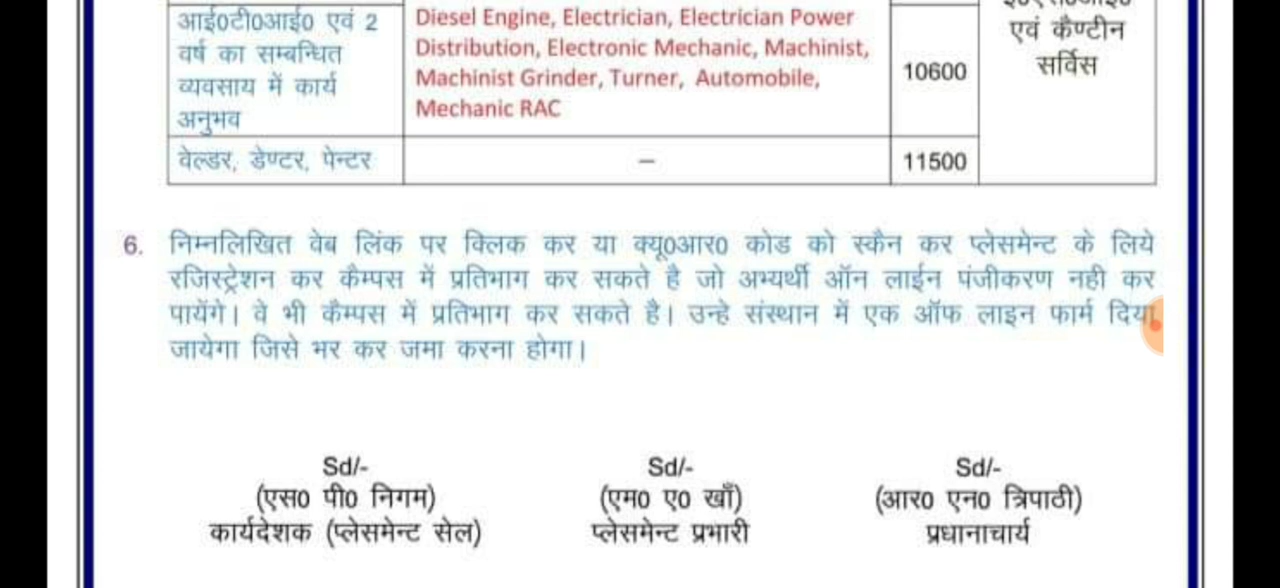 आई0टी0आई0 एवं 2
वर्ष का सम्बन्धित
व्यवसाय में कार्य
अनुभव
Diesel Engine, Electrician, Electrician Power
Distribution, Electronic Mechanic, Machinist,
Machinist Grinder, Turner, Automobile,
Mechanic RAC
10600
एवं कैण्टीन
सर्विस
वेल्डर, डेण्टर, पेन्टर
–
11500
6. निम्नलिखित वेब लिंक पर क्लिक कर या क्यू0आर0 कोड को स्कैन कर प्लेसमेन्ट के लिये
रजिस्ट्रेशन कर कैम्पस में प्रतिभाग कर सकते है जो अभ्यर्थी ऑन लाईन पंजीकरण नही कर
पायेंगे। वे भी कैम्पस में प्रतिभाग कर सकते है। उन्हे संस्थान में एक ऑफ लाइन फार्म दिया
जायेगा जिसे भर कर जमा करना होगा।
Sd/-
(एस0 पी0 निगम)
कार्यदेशक (प्लेसमेन्ट सेल)
Sd/-
(एम0 ए0 खाँ)
प्लेसमेन्ट प्रभारी
Sd/-
(आर0 एन0 त्रिपाठी)
प्रधानाचार्य